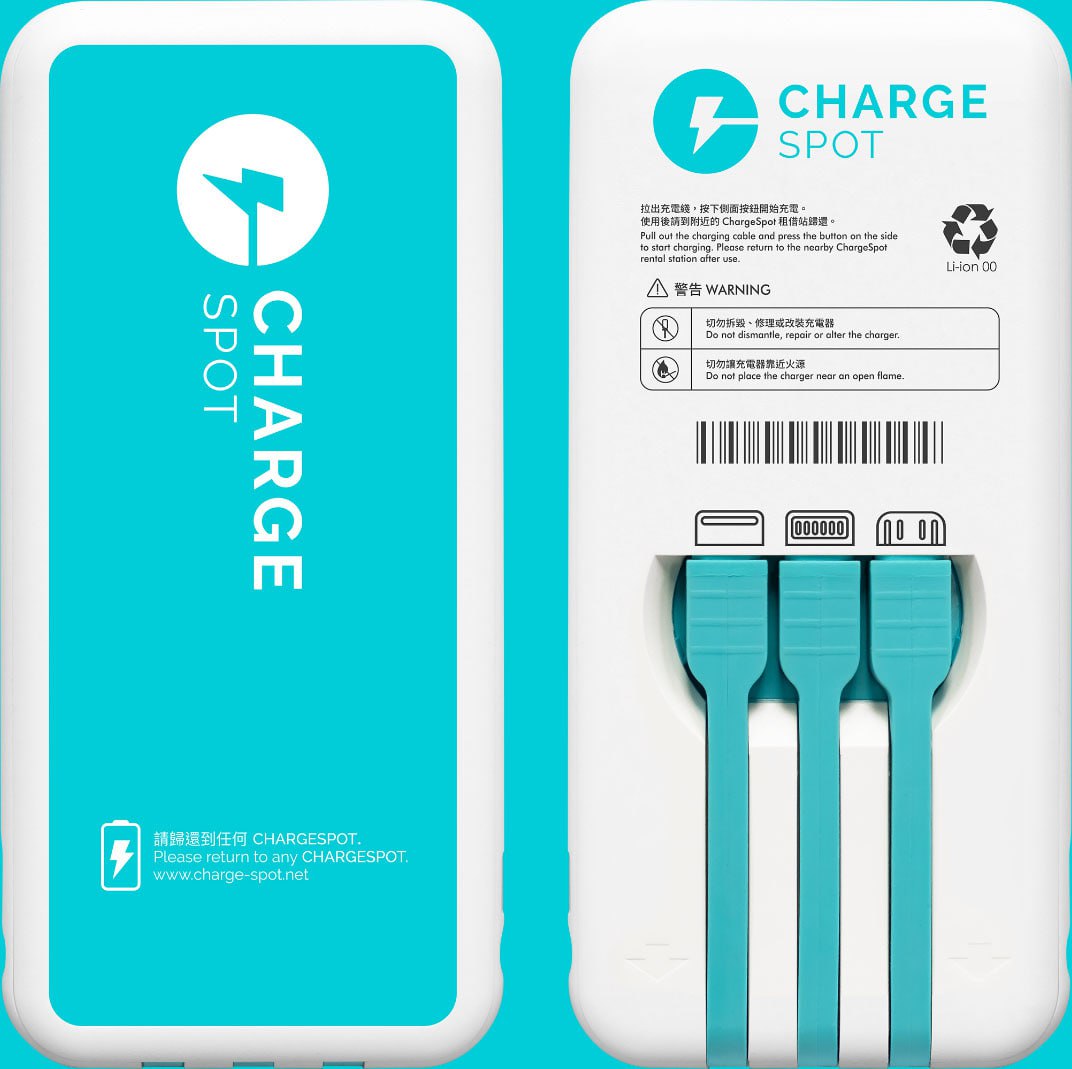 CHARGE
SPOT
請歸還到任何 CHARGESPOT.
Please return to any CHARGESPOT.
www.charge-spot.net
CHARGE
SPOT
拉出充電綫，按下側面按鈕開始充電。
使用後請到附近的 ChargeSpot 租借站歸還。
Pull out the charging cable and press the button on the side
to start charging. Please return to the nearby ChargeSpot
rental station after use.
Li-ion 00
警告 WARNING
切勿拆毀、修理或改裝充電器
Do not dismantle, repair or alter the charger.
切勿讓充電器靠近火源
Do not place the charger near an open flame.